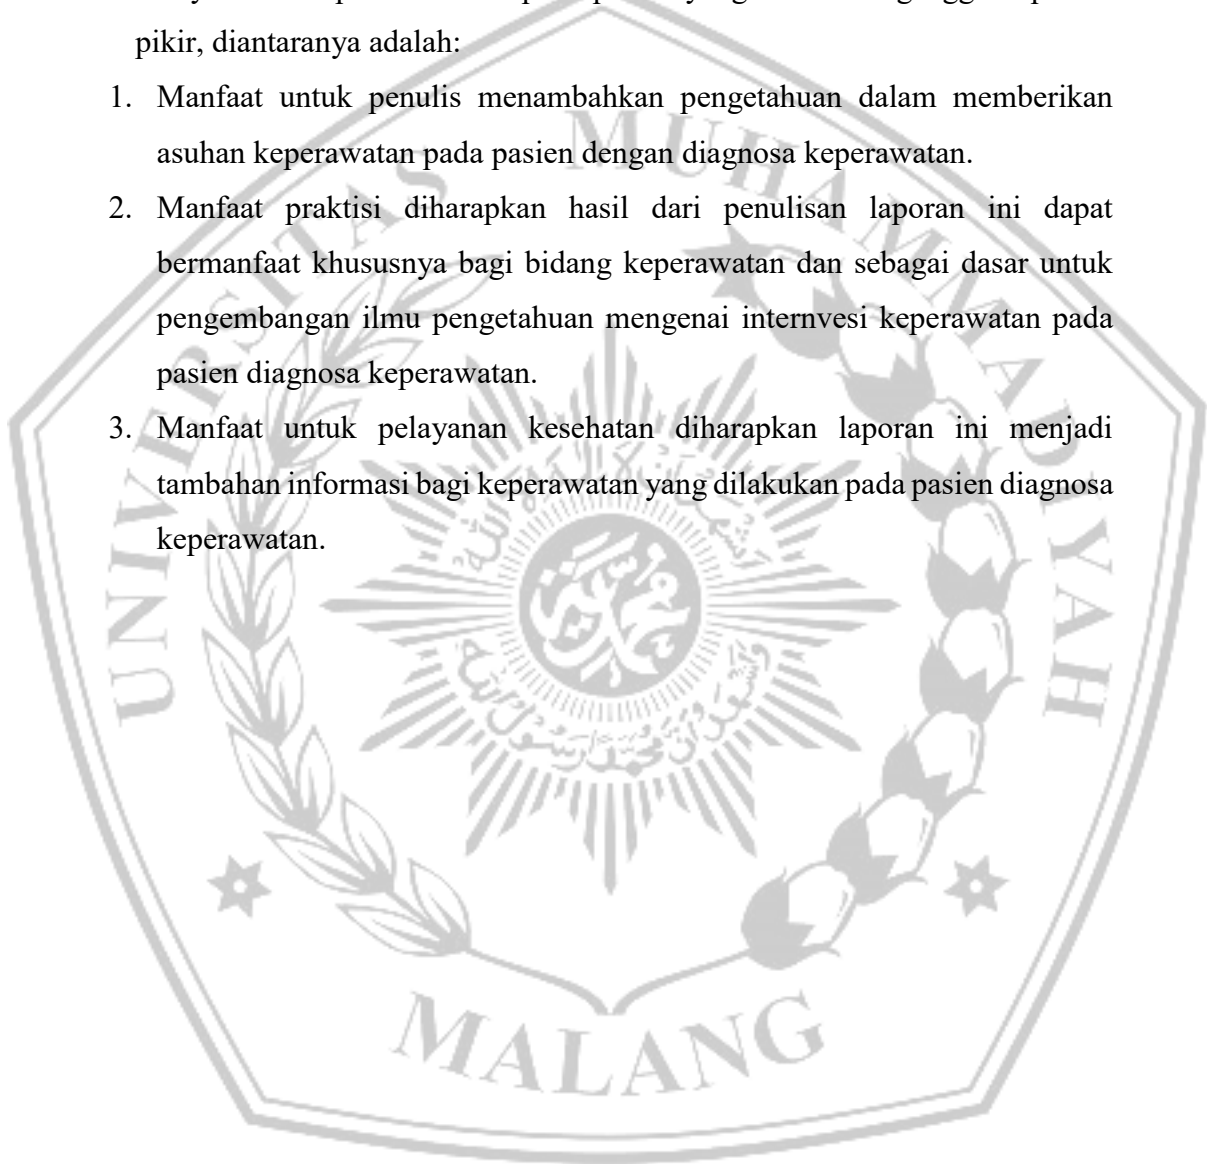 pikir, diantaranya adalah:
1. Manfaat untuk penulis menambahkan pengetahuan dalam memberikan
asuhan keperawatan pada pasien dengan diagnosa keperawatan.
2. Manfaat praktisi diharapkan hasil dari penulisan laporan ini dapat
bermanfaat khususnya bagi bidang keperawatan dan sebagai dasar untuk
pengembangan ilmu pengetahuan mengenai internvesi keperawatan pada
pasien diagnosa keperawatan.
3. Manfaat untuk pelayanan kesehatan diharapkan laporan ini menjadi
tambahan informasi bagi keperawatan yang dilakukan pada pasien diagnosa
keperawatan.
UNIVERSITAS MUHAMMADIYAH
MALANG